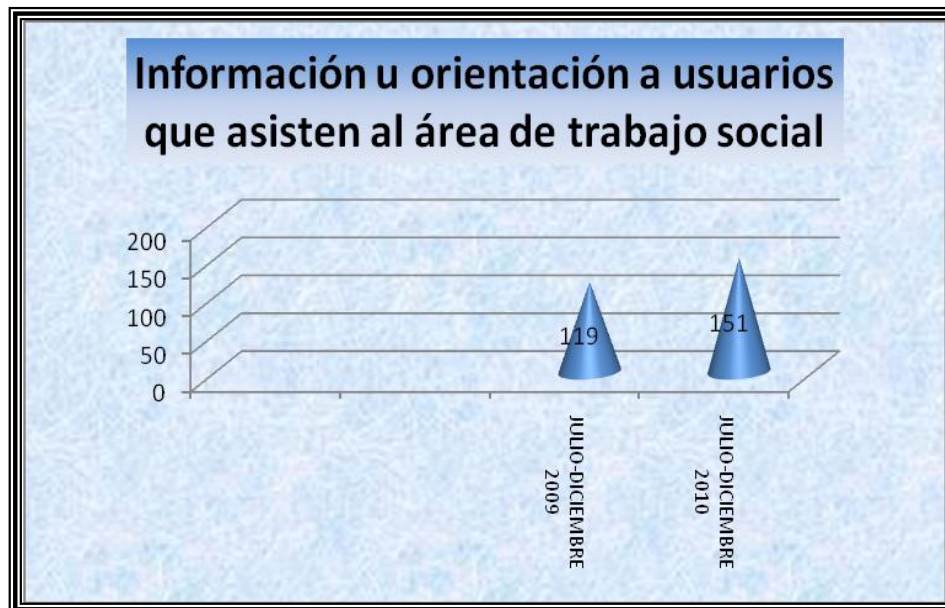 Información u orientación a usuarios
que asisten al área de trabajo social
200
150
100
50
0
119
151
JULIO-DICIEMBRE
2009
JULIO-DICIEMBRE
2010